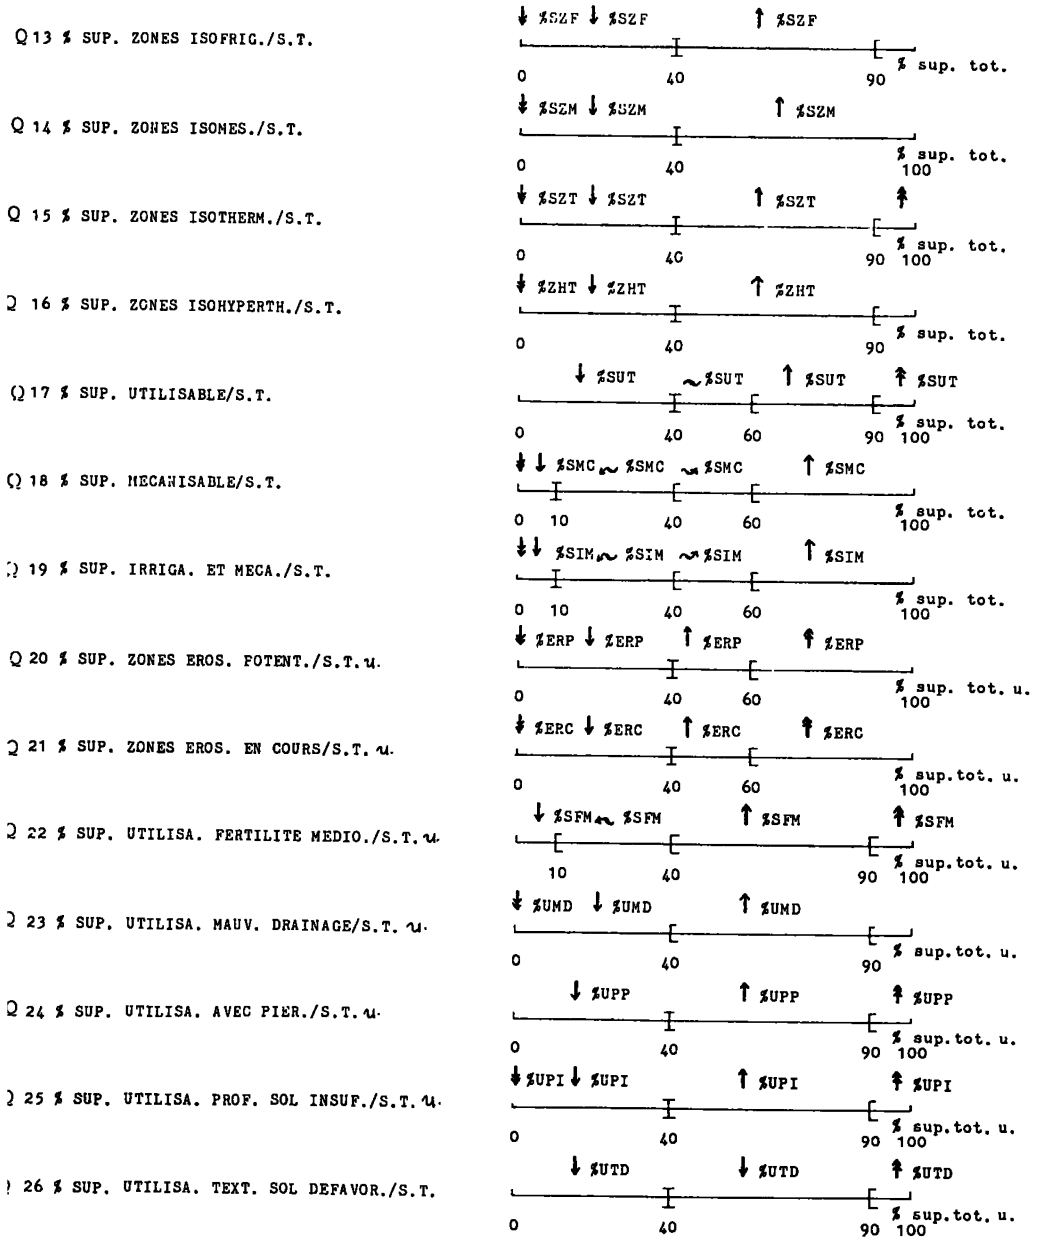 Q 13 % SUP. ZONES ISOFRIG./S.T.
↓ %SZF ↓ %SZF ↑ %SZF
0 40 90 % sup. tot.
Q 14 % SUP. ZONES ISOMES./S.T.
↡ %SZM ↓ %SZM ↑ %SZM
0 40 % sup. tot.
100
Q 15 % SUP. ZONES ISOTHERM./S.T.
↡ %SZT ↓ %SZT ↑ %SZT ↟
% sup. tot.
0 40 90 100
Q 16 % SUP. ZONES ISOHYPERTH./S.T.
↡ %ZHT ↓ %ZHT ↑ %ZHT
% sup. tot.
0 40 90
Q 17 % SUP. UTILISABLE/S.T.
↓ %SUT ~ %SUT ↑ %SUT ↟ %SUT
% sup. tot.
0 40 60 90 100
Q 18 % SUP. MECANISABLE/S.T.
↡ ↓ %SMC ~ %SMC ~ %SMC ↑ %SMC
% sup. tot.
0 10 40 60 100
Q 19 % SUP. IRRIGA. ET MECA./S.T.
↡ ↓ %SIM ~ %SIM ~ %SIM ↑ %SIM
% sup. tot.
0 10 40 60 100
Q 20 % SUP. ZONES EROS. POTENT./S.T.u.
↡ %ERP ↓ %ERP ↑ %ERP ↟ %ERP
% sup. tot. u.
0 40 60 100
Q 21 % SUP. ZONES EROS. EN COURS/S.T. u.
↡ %ERC ↓ %ERC ↑ %ERC ↟ %ERC
% sup.tot. u.
0 40 60 100
Q 22 % SUP. UTILISA. FERTILITE MEDIO./S.T. u.
↓ %SFM ~ %SFM ↑ %SFM ↟ %SFM
% sup.tot. u.
10 40 90 100
Q 23 % SUP. UTILISA. MAUV. DRAINAGE/S.T. u.
↡ %UMD ↓ %UMD ↑ %UMD
% sup.tot. u.
0 40 90
Q 24 % SUP. UTILISA. AVEC PIER./S.T. u.
↓ %UPP ↑ %UPP ↟ %UPP
% sup.tot. u.
0 40 90 100
Q 25 % SUP. UTILISA. PROF. SOL INSUF./S.T. u.
↡ %UPI ↓ %UPI ↑ %UPI ↟ %UPI
% sup.tot. u.
0 40 90 100
26 % SUP. UTILISA. TEXT. SOL DEFAVOR./S.T.
↓ %UTD ↓ %UTD ↟ %UTD
% sup.tot. u.
0 40 90 100